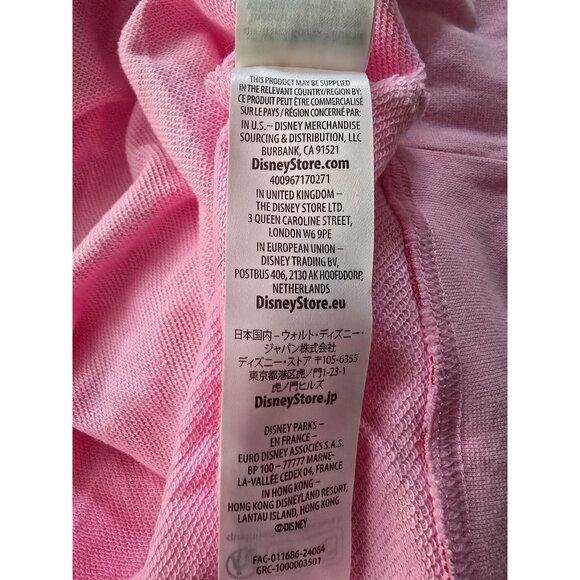 THIS PRODUCT MAY BE SUPPLIED
IN THE RELEVANT COUNTRY/REGION BY:
CE PRODUIT PEUT ÊTRE COMMERCIALISÉ
SUR LE PAYS / RÉGION CONCERNÉ PAR:
IN U.S.– DISNEY MERCHANDISE
SOURCING & DISTRIBUTION, LLC
BURBANK, CA 91521
DisneyStore.com
400967170271
IN UNITED KINGDOM –
THE DISNEY STORE LTD.
3 QUEEN CAROLINE STREET,
LONDON W6 9PE
IN EUROPEAN UNION –
DISNEY TRADING BV,
POSTBUS 406, 2130 AK HOOFDDORP,
NETHERLANDS
DisneyStore.eu
日本国内–ウォルト・ディズニー・
ジャパン株式会社
ディズニー・ストア 〒105-6355
東京都港区虎ノ門1-23-1
虎ノ門ヒルズ
DisneyStore.jp
DISNEY PARKS –
EN FRANCE –
EURO DISNEY ASSOCIÉS S.A.S.
BP 100 – 77777 MARNE-
LA-VALLÉE CEDEX 04, FRANCE
IN HONG KONG –
HONG KONG DISNEYLAND RESORT,
LANTAU ISLAND, HONG KONG
©DISNEY
FAC-011686-24064
GRC-1000003501